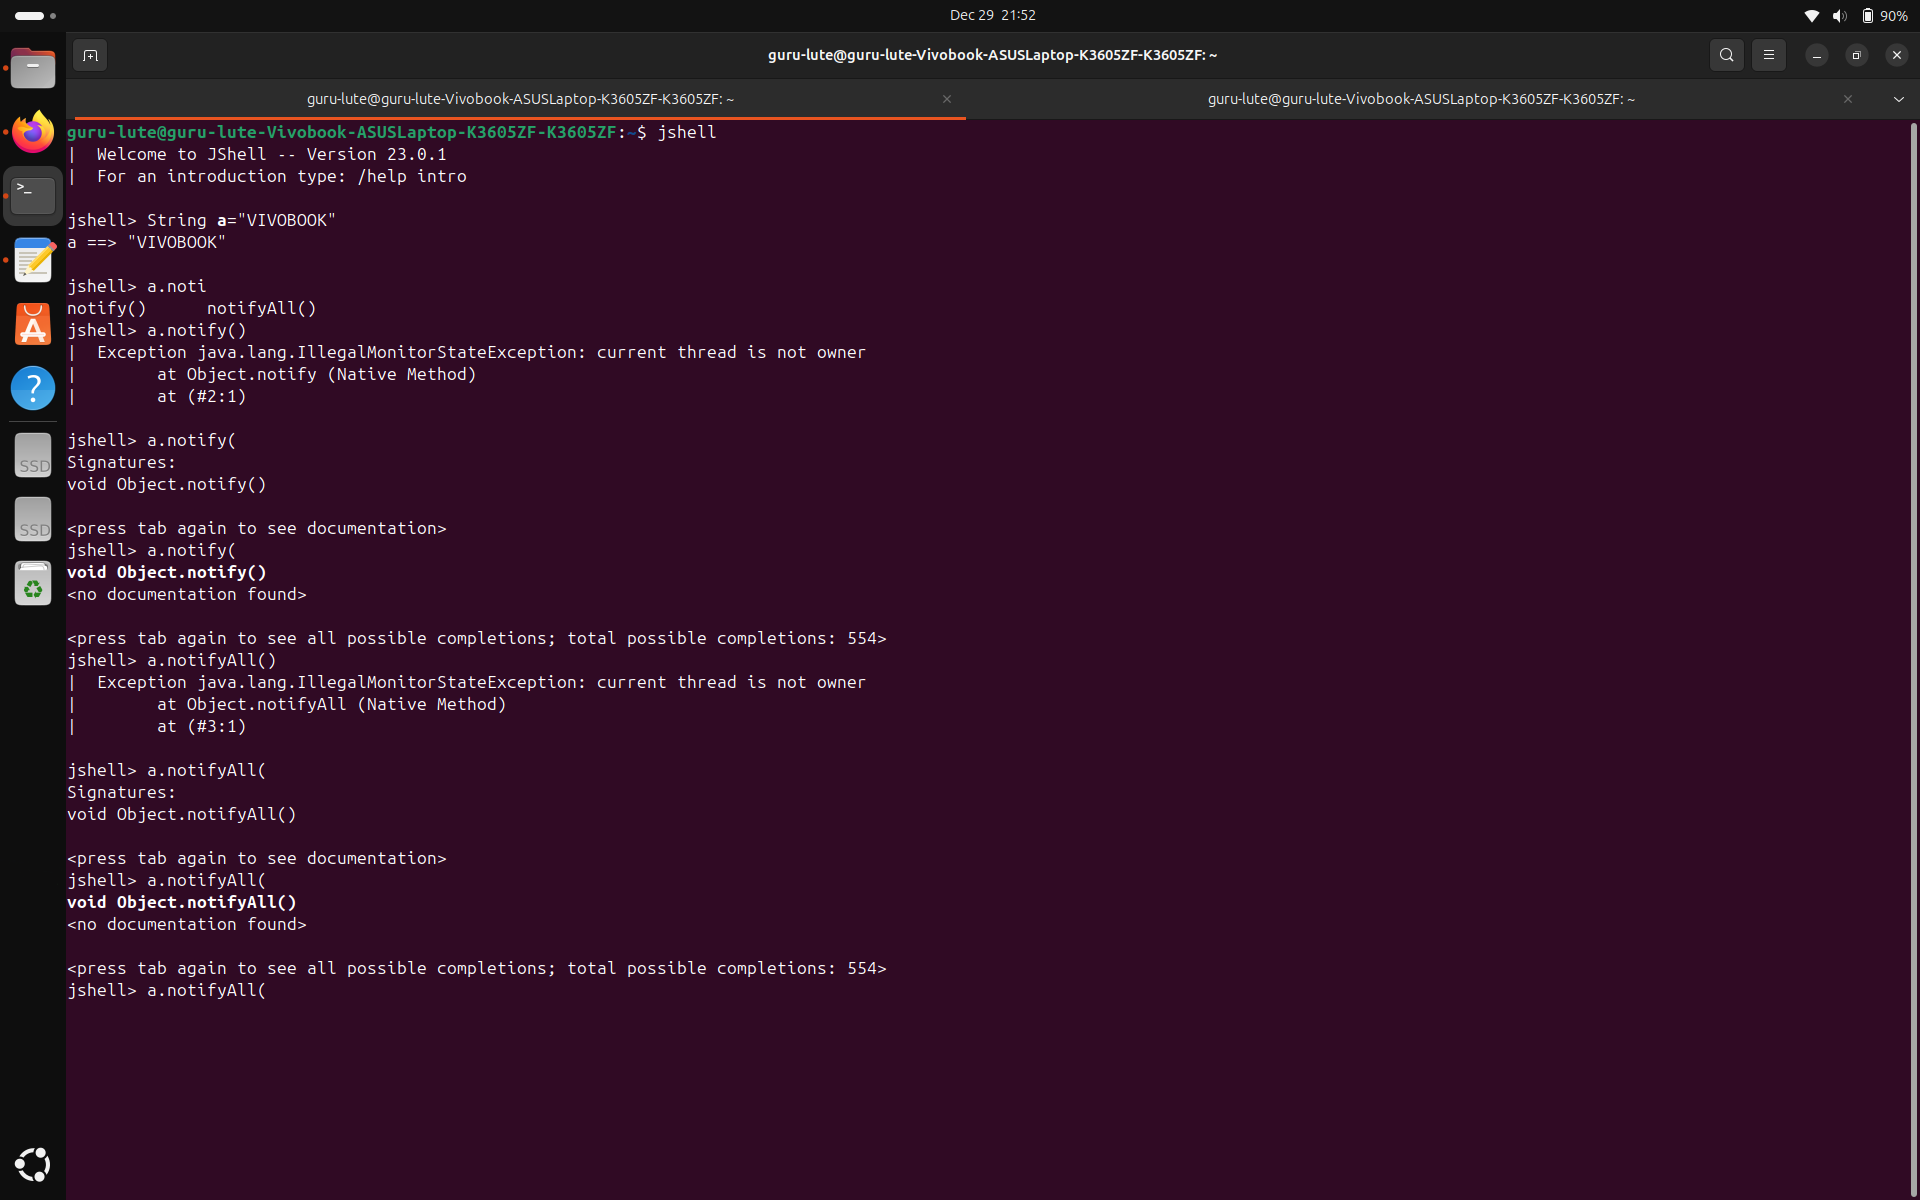 Dec 29 21:52
90%
guru-lute@guru-lute-Vivobook-ASUSLaptop-K3605ZF-K3605ZF: ~
guru-lute@guru-lute-Vivobook-ASUSLaptop-K3605ZF-K3605ZF: ~
guru-lute@guru-lute-Vivobook-ASUSLaptop-K3605ZF-K3605ZF: ~
guru-lute@guru-lute-Vivobook-ASUSLaptop-K3605ZF-K3605ZF:~$ jshell
|  Welcome to JShell -- Version 23.0.1
|  For an introduction type: /help intro
jshell> String a="VIVOBOOK"
a ==> "VIVOBOOK"
jshell> a.noti
notify()      notifyAll()
jshell> a.notify()
|  Exception java.lang.IllegalMonitorStateException: current thread is not owner
|        at Object.notify (Native Method)
|        at (#2:1)
jshell> a.notify(
Signatures:
void Object.notify()
<press tab again to see documentation>
jshell> a.notify(
void Object.notify()
<no documentation found>
<press tab again to see all possible completions; total possible completions: 554>
jshell> a.notifyAll()
|  Exception java.lang.IllegalMonitorStateException: current thread is not owner
|        at Object.notifyAll (Native Method)
|        at (#3:1)
jshell> a.notifyAll(
Signatures:
void Object.notifyAll()
<press tab again to see documentation>
jshell> a.notifyAll(
void Object.notifyAll()
<no documentation found>
<press tab again to see all possible completions; total possible completions: 554>
jshell> a.notifyAll(
SSD
SSD